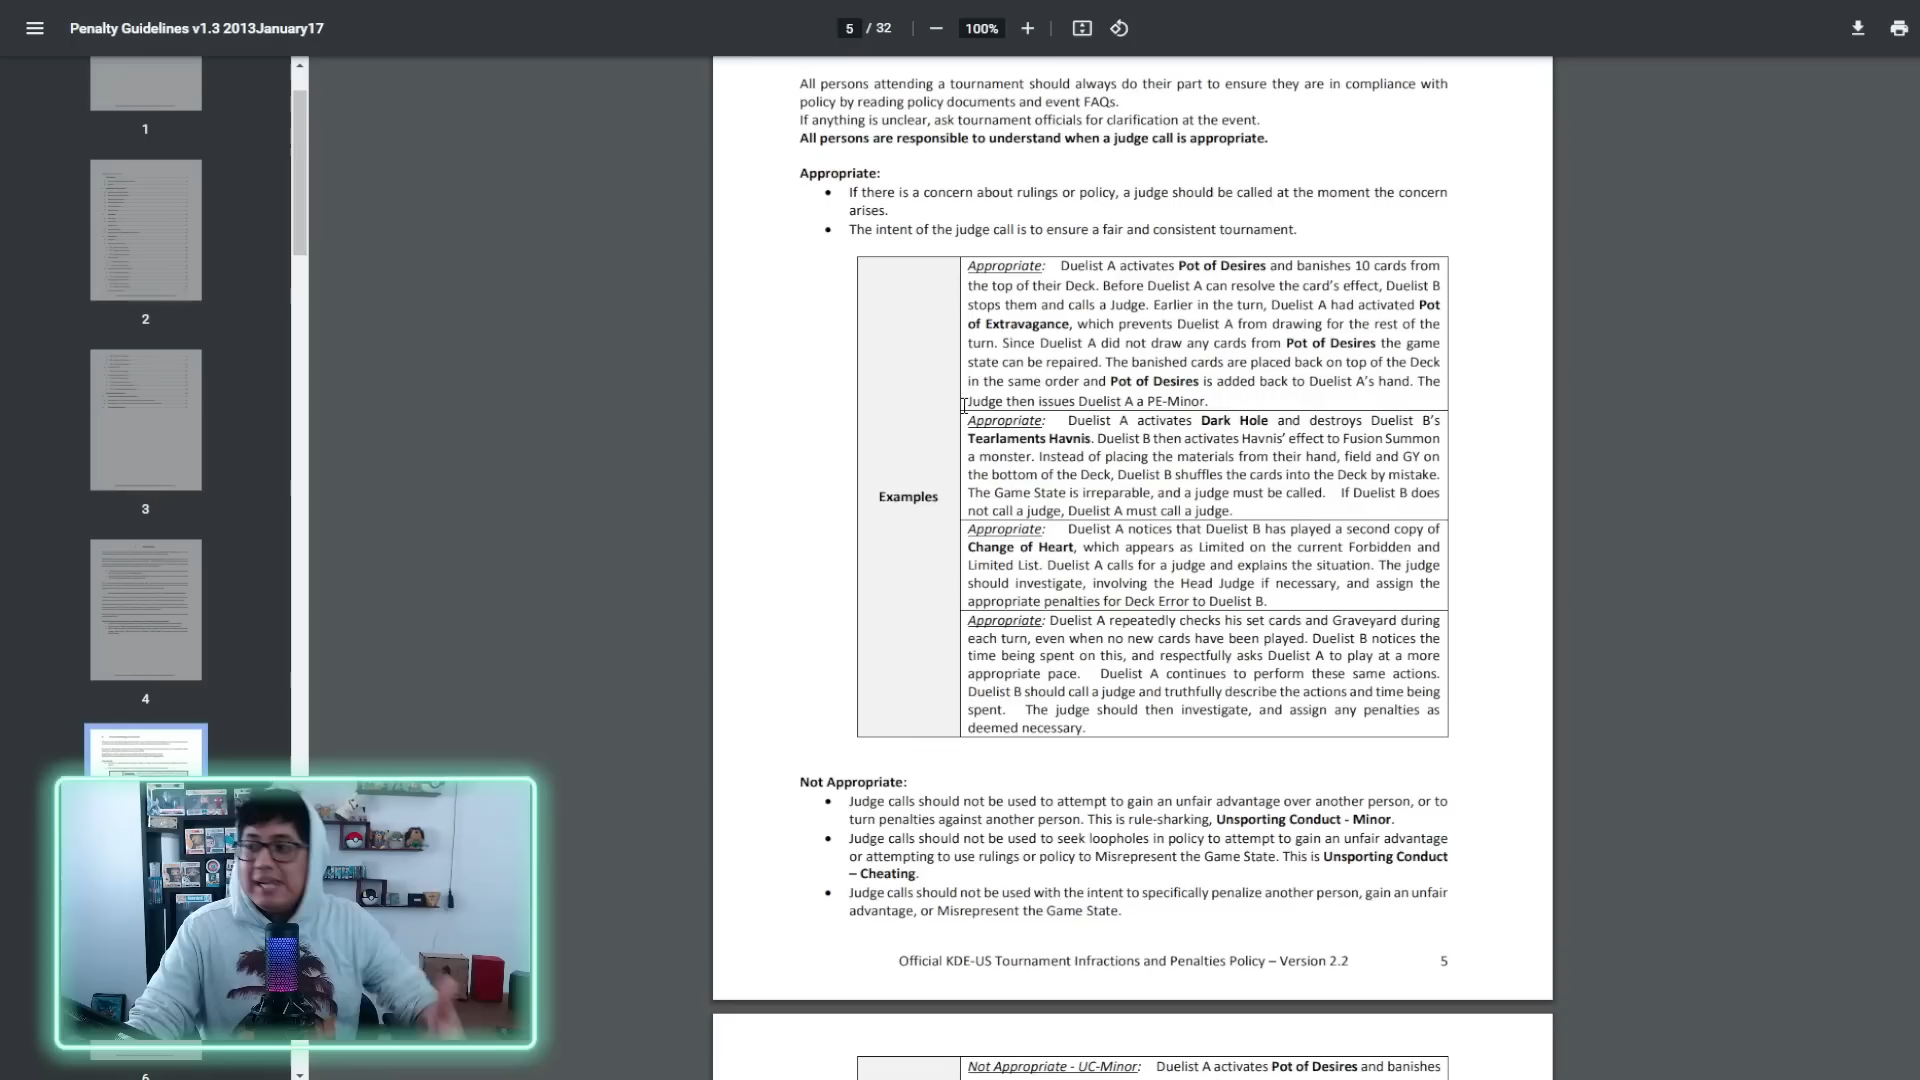 Penalty Guidelines v1.3 2013January17
5 / 32
100%
1
2
3
4
6
All persons attending a tournament should always do their part to ensure they are in compliance with
policy by reading policy documents and event FAQs.
If anything is unclear, ask tournament officials for clarification at the event.
All persons are responsible to understand when a judge call is appropriate.
Appropriate:
• If there is a concern about rulings or policy, a judge should be called at the moment the concern
arises.
• The intent of the judge call is to ensure a fair and consistent tournament.
Examples
Appropriate: Duelist A activates Pot of Desires and banishes 10 cards from
the top of their Deck. Before Duelist A can resolve the card's effect, Duelist B
stops them and calls a Judge. Earlier in the turn, Duelist A had activated Pot
of Extravagance, which prevents Duelist A from drawing for the rest of the
turn. Since Duelist A did not draw any cards from Pot of Desires the game
state can be repaired. The banished cards are placed back on top of the Deck
in the same order and Pot of Desires is added back to Duelist A's hand. The
Judge then issues Duelist A a PE-Minor.
Appropriate: Duelist A activates Dark Hole and destroys Duelist B's
Tearlaments Havnis. Duelist B then activates Havnis' effect to Fusion Summon
a monster. Instead of placing the materials from their hand, field and GY on
the bottom of the Deck, Duelist B shuffles the cards into the Deck by mistake.
The Game State is irreparable, and a judge must be called. If Duelist B does
not call a judge, Duelist A must call a judge.
Appropriate: Duelist A notices that Duelist B has played a second copy of
Change of Heart, which appears as Limited on the current Forbidden and
Limited List. Duelist A calls for a judge and explains the situation. The judge
should investigate, involving the Head Judge if necessary, and assign the
appropriate penalties for Deck Error to Duelist B.
Appropriate: Duelist A repeatedly checks his set cards and Graveyard during
each turn, even when no new cards have been played. Duelist B notices the
time being spent on this, and respectfully asks Duelist A to play at a more
appropriate pace. Duelist A continues to perform these same actions.
Duelist B should call a judge and truthfully describe the actions and time being
spent. The judge should then investigate, and assign any penalties as
deemed necessary.
Not Appropriate:
• Judge calls should not be used to attempt to gain an unfair advantage over another person, or to
turn penalties against another person. This is rule-sharking, Unsporting Conduct - Minor.
• Judge calls should not be used to seek loopholes in policy to attempt to gain an unfair advantage
or attempting to use rulings or policy to Misrepresent the Game State. This is Unsporting Conduct
– Cheating.
• Judge calls should not be used with the intent to specifically penalize another person, gain an unfair
advantage, or Misrepresent the Game State.
Official KDE-US Tournament Infractions and Penalties Policy – Version 2.2 5
Not Appropriate - UC-Minor: Duelist A activates Pot of Desires and banishes